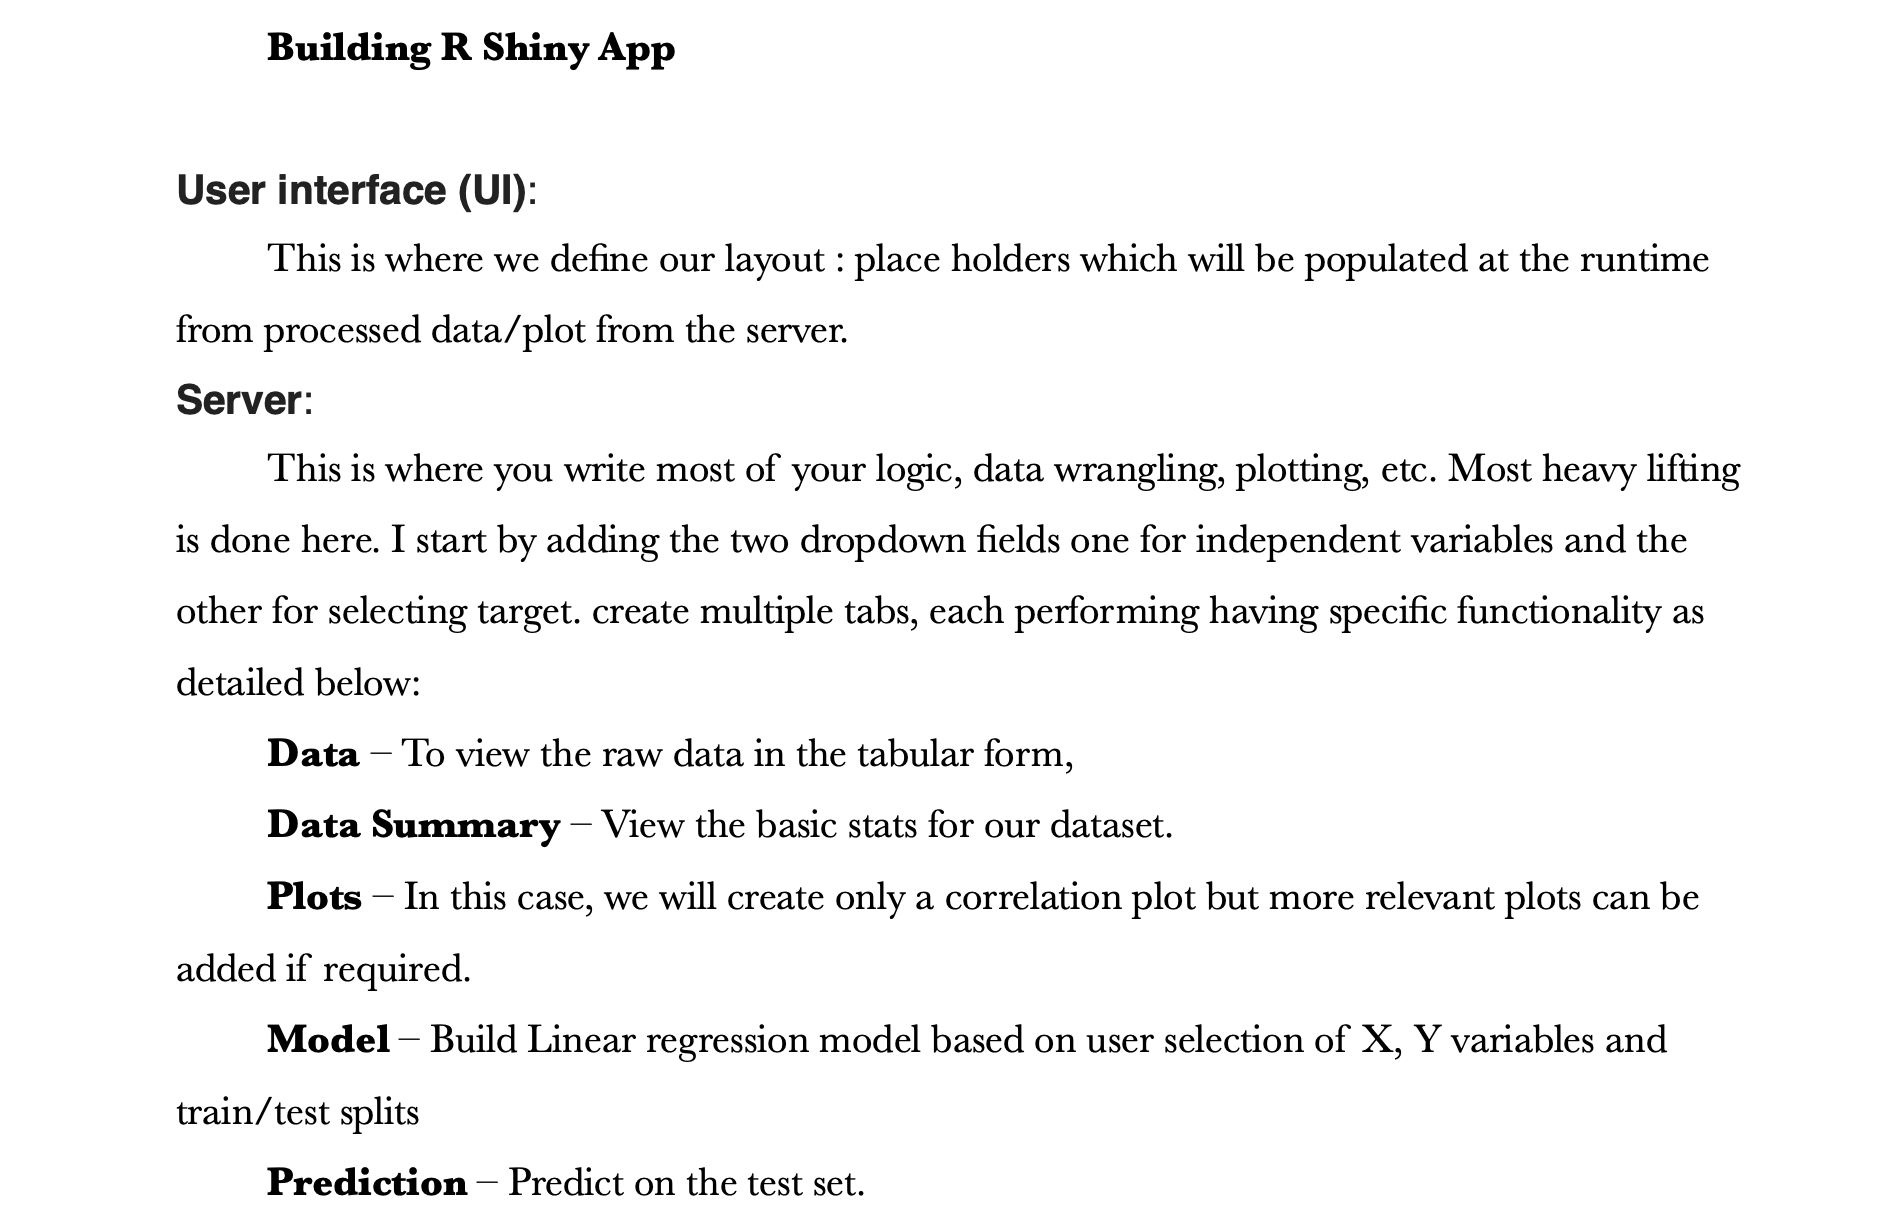 Building R Shiny App
User interface (UI):
This is where we define our layout : place holders which will be populated at the runtime
from processed data/plot from the server.
Server:
This is where you write most of your logic, data wrangling, plotting, etc. Most heavy lifting
is done here. I start by adding the two dropdown fields one for independent variables and the
other for selecting target. create multiple tabs, each performing having specific functionality as
detailed below:
Data – To view the raw data in the tabular form,
Data Summary – View the basic stats for our dataset.
Plots – In this case, we will create only a correlation plot but more relevant plots can be
added if required.
Model – Build Linear regression model based on user selection of X, Y variables and
train/test splits
Prediction – Predict on the test set.